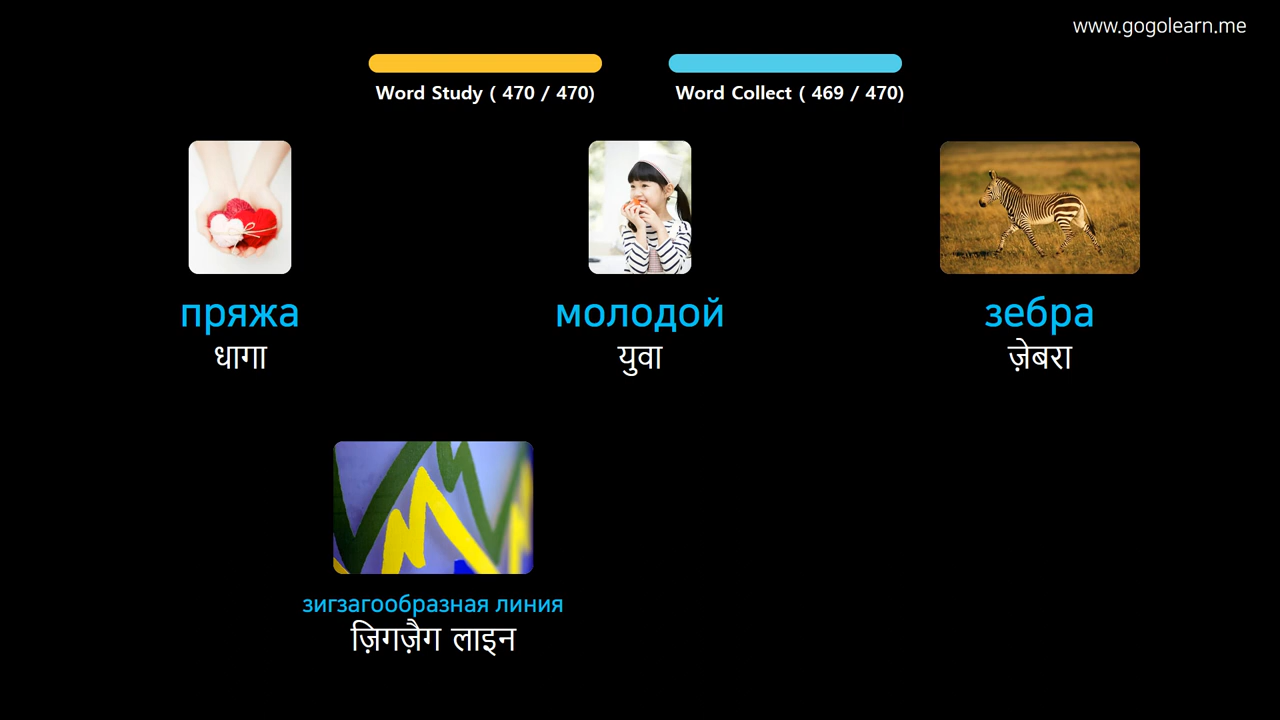 www.gogolearn.me
Word Study ( 470 / 470)
Word Collect ( 469 / 470)
пряжа
धागा
молодой
युवा
зебра
ज़ेबरा
зигзагообразная линия
ज़िगज़ैग लाइन